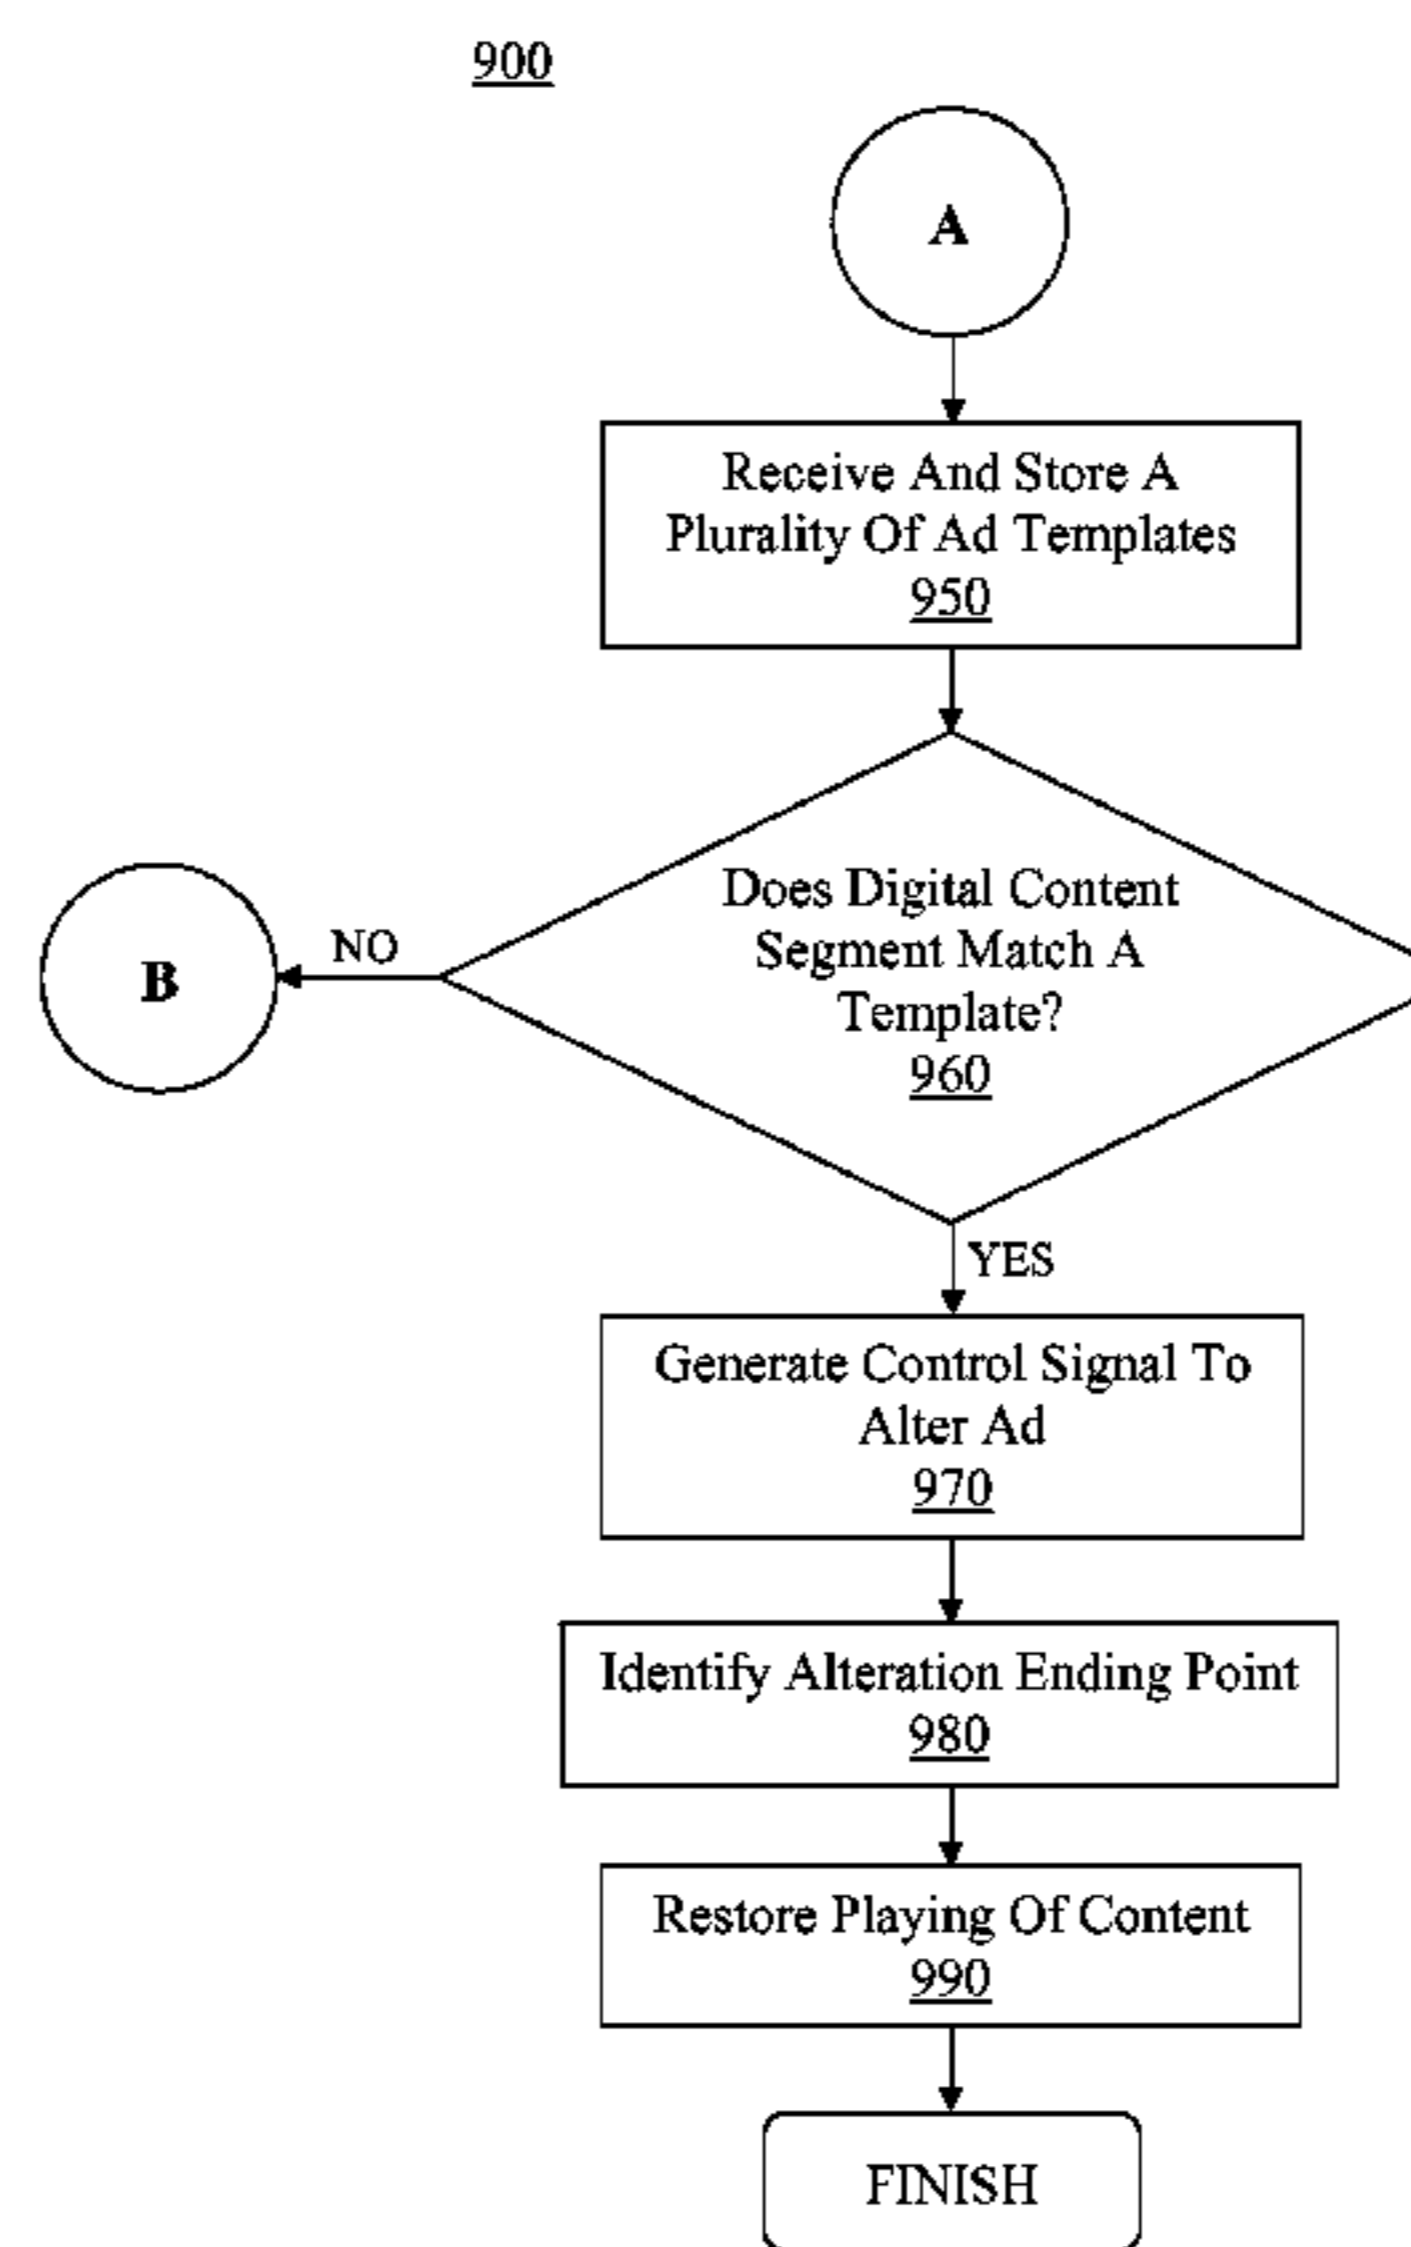 900
A
Receive And Store A
Plurality Of Ad Templates
950
Does Digital Content
Segment Match A
Template?
960
NO
B
YES
Generate Control Signal To
Alter Ad
970
Identify Alteration Ending Point
980
Restore Playing Of Content
990
FINISH